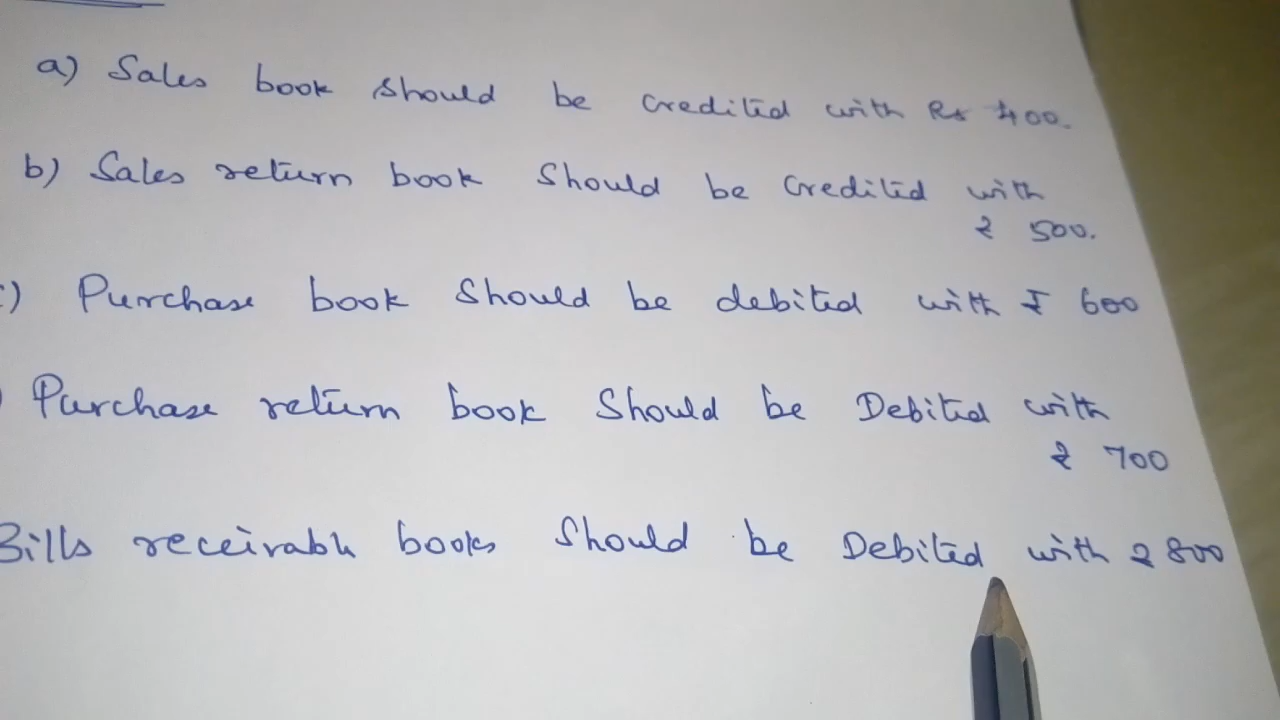 a) Sales book should be credited with Rs 400.
b) Sales return book should be credited with
₹ 500.
c) Purchase book should be debited with ₹ 600
Purchase return book should be Debited with
₹ 700
Bills receivable books should be Debited with ₹ 800